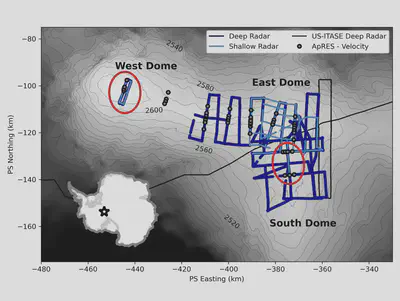 Deep Radar
Shallow Radar
US-ITASE Deep Radar
ApRES - Velocity
West Dome
East Dome
South Dome
2540
2580
2600
2560
2520
−80
−100
−120
−140
−160
PS Northing (km)
−480
−460
−440
−420
−400
−380
−360
−340
PS Easting (km)